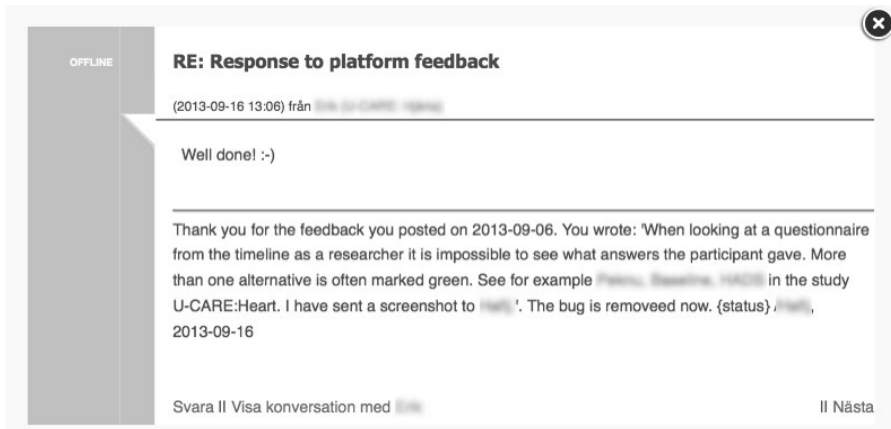 OFFLINE
RE: Response to platform feedback
(2013-09-16 13:06) från
Well done! :-)
Thank you for the feedback you posted on 2013-09-06. You wrote: 'When looking at a questionnaire
from the timeline as a researcher it is impossible to see what answers the participant gave. More
than one alternative is often marked green. See for example in the study
U-CARE:Heart. I have sent a screenshot to '. The bug is removeed now. {status} / ,
2013-09-16
Svara II Visa konversation med
II Nästa